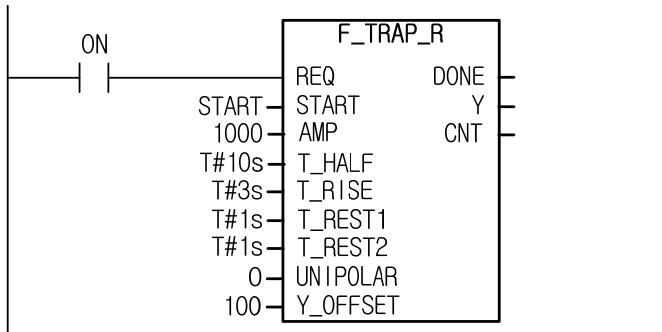 F_TRAP_R
ON
REQ DONE
START START Y
1000 AMP CNT
T#10s T_HALF
T#3s T_RISE
T#1s T_REST1
T#1s T_REST2
0 UNIPOLAR
100 Y_OFFSET